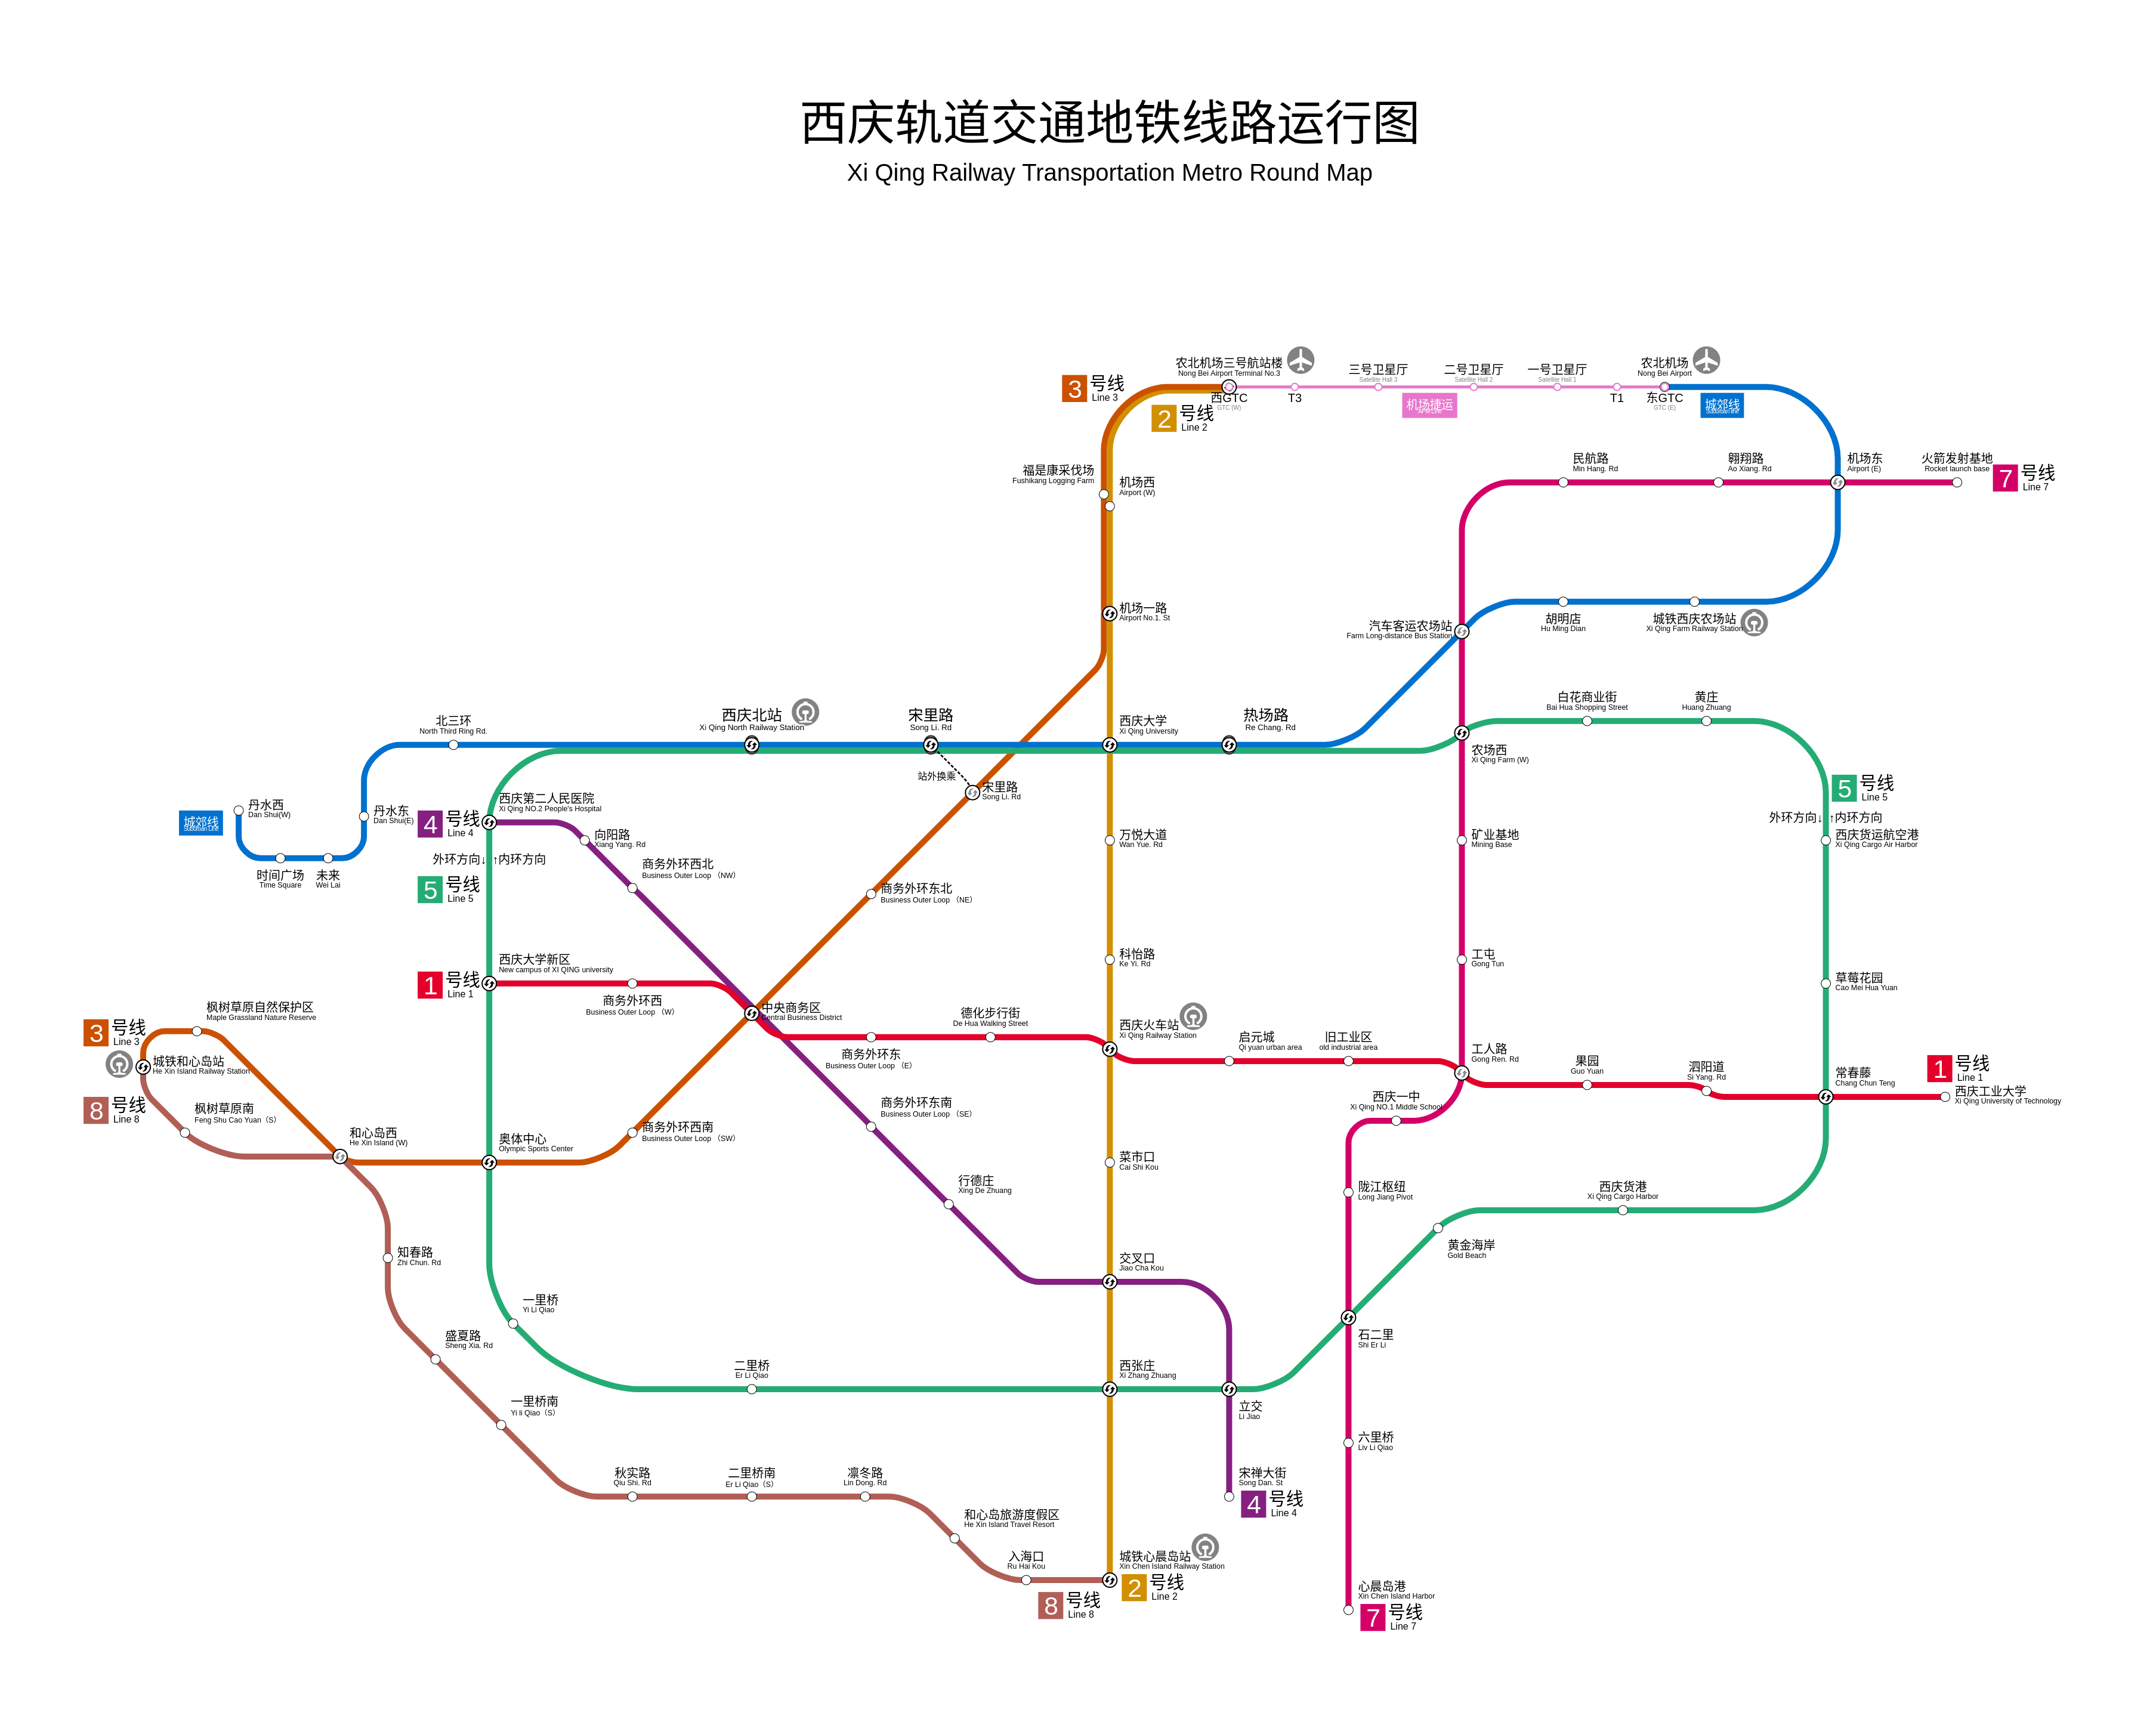 西庆轨道交通地铁线路运行图
Xi Qing Railway Transportation Metro Round Map
3 号线
Line 3
2 号线
Line 2
农北机场三号航站楼
Nong Bei Airport Terminal No.3
西GTC
GTC (W)
T3
三号卫星厅
Satellite Hall 3
机场捷运
二号卫星厅
Satellite Hall 2
一号卫星厅
Satellite Hall 1
T1
农北机场
Nong Bei Airport
东GTC
GTC (E)
城郊线
Suburban Line
福是康采伐场
Fushikang Logging Farm
机场西
Airport (W)
民航路
Min Hang. Rd
翱翔路
Ao Xiang. Rd
机场东
Airport (E)
火箭发射基地
Rocket launch base
7 号线
Line 7
机场一路
Airport No.1. St
汽车客运农场站
Farm Long-distance Bus Station
胡明店
Hu Ming Dian
城铁西庆农场站
Xi Qing Farm Railway Station
北三环
North Third Ring Rd.
西庆北站
Xi Qing North Railway Station
宋里路
Song Li. Rd
西庆大学
Xi Qing University
热场路
Re Chang. Rd
农场西
Xi Qing Farm (W)
白花商业街
Bai Hua Shopping Street
黄庄
Huang Zhuang
站外换乘
宋里路
Song Li. Rd
城郊线
Suburban Line
丹水西
Dan Shui(W)
丹水东
Dan Shui(E)
时间广场
Time Square
未来
Wei Lai
4 号线
Line 4
西庆第二人民医院
Xi Qing NO.2 People's Hospital
向阳路
Xiang Yang. Rd
外环方向↓ ↑内环方向
5 号线
Line 5
商务外环西北
Business Outer Loop （NW）
商务外环东北
Business Outer Loop （NE）
万悦大道
Wan Yue. Rd
矿业基地
Mining Base
5 号线
Line 5
外环方向↓ ↑内环方向
西庆货运航空港
Xi Qing Cargo Air Harbor
1 号线
Line 1
西庆大学新区
New campus of XI QING university
商务外环西
Business Outer Loop （W）
中央商务区
Central Business District
科怡路
Ke Yi. Rd
工屯
Gong Tun
草莓花园
Cao Mei Hua Yuan
3 号线
Line 3
枫树草原自然保护区
Maple Grassland Nature Reserve
城铁和心岛站
He Xin Island Railway Station
8 号线
Line 8
枫树草原南
Feng Shu Cao Yuan（S）
和心岛西
He Xin Island (W)
商务外环东
Business Outer Loop （E）
德化步行街
De Hua Walking Street
西庆火车站
Xi Qing Railway Station
启元城
Qi yuan urban area
旧工业区
old industrial area
工人路
Gong Ren. Rd
果园
Guo Yuan
泗阳道
Si Yang. Rd
常春藤
Chang Chun Teng
1 号线
Line 1
西庆工业大学
Xi Qing University of Technology
奥体中心
Olympic Sports Center
商务外环西南
Business Outer Loop （SW）
商务外环东南
Business Outer Loop （SE）
西庆一中
Xi Qing NO.1 Middle School
菜市口
Cai Shi Kou
行德庄
Xing De Zhuang
陇江枢纽
Long Jiang Pivot
西庆货港
Xi Qing Cargo Harbor
黄金海岸
Gold Beach
知春路
Zhi Chun. Rd
交叉口
Jiao Cha Kou
一里桥
Yi Li Qiao
盛夏路
Sheng Xia. Rd
石二里
Shi Er Li
二里桥
Er Li Qiao
西张庄
Xi Zhang Zhuang
立交
Li Jiao
一里桥南
Yi li Qiao（S）
六里桥
Liv Li Qiao
秋实路
Qiu Shi. Rd
二里桥南
Er Li Qiao（S）
凛冬路
Lin Dong. Rd
宋禅大街
Song Dan. St
4 号线
Line 4
和心岛旅游度假区
He Xin Island Travel Resort
入海口
Ru Hai Kou
城铁心晨岛站
Xin Chen Island Railway Station
2 号线
Line 2
8 号线
Line 8
心晨岛港
Xin Chen Island Harbor
7 号线
Line 7